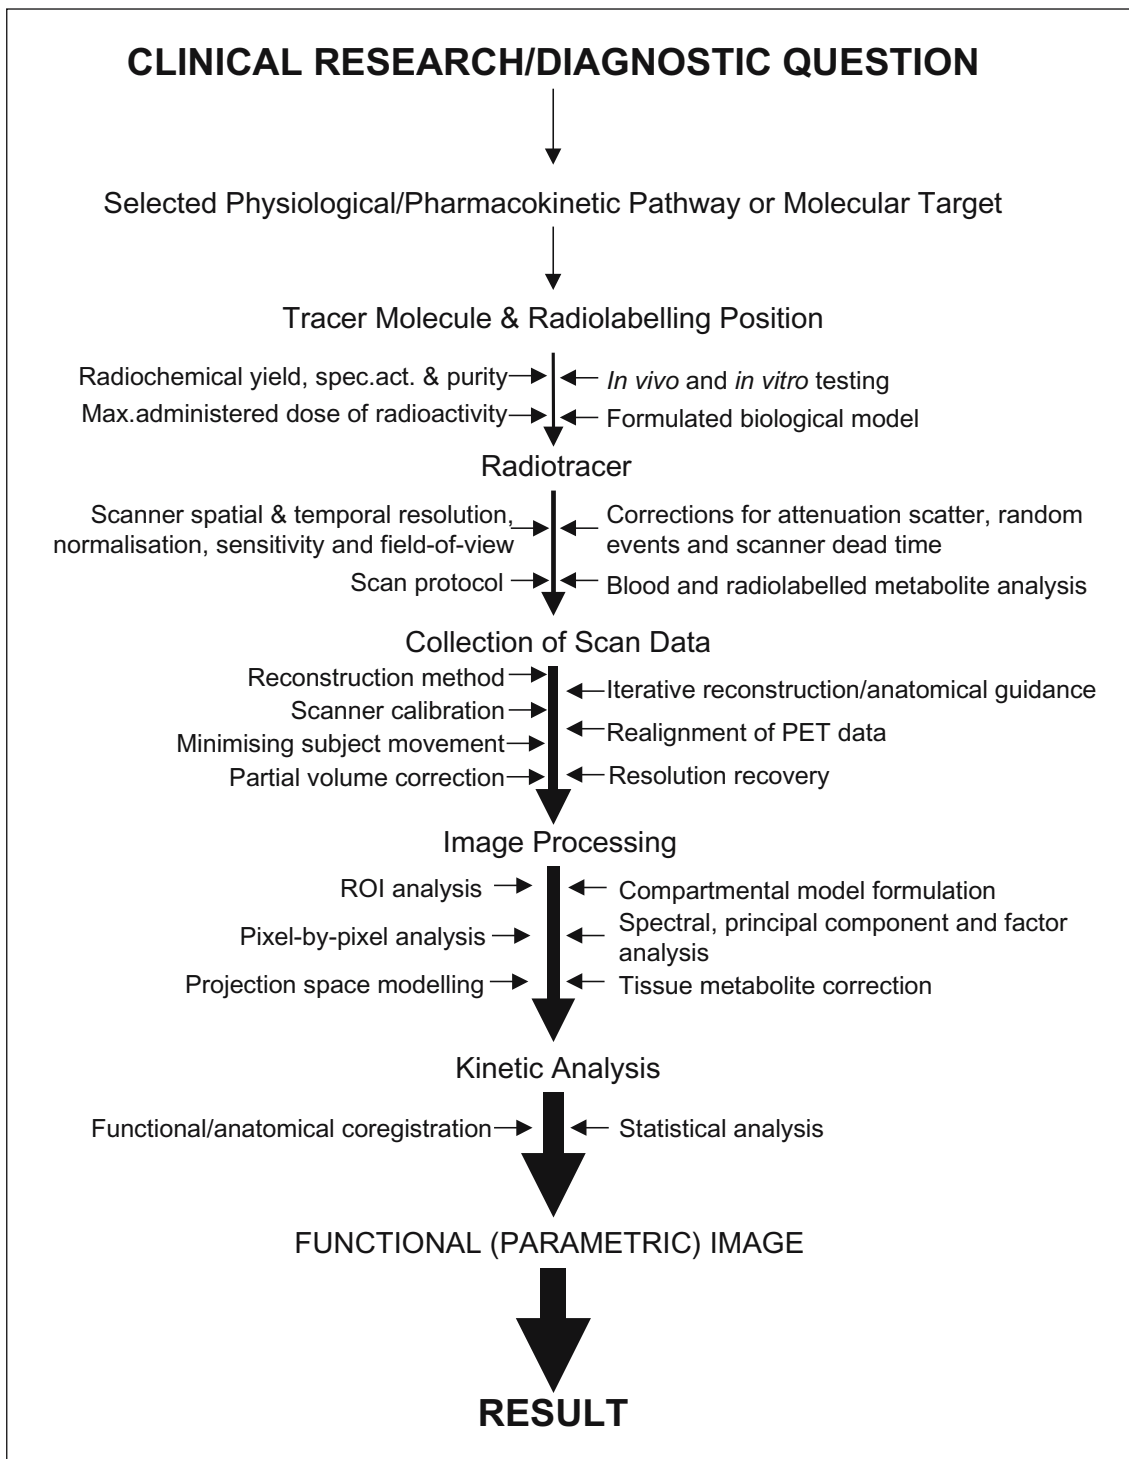 CLINICAL RESEARCH/DIAGNOSTIC QUESTION
Selected Physiological/Pharmacokinetic Pathway or Molecular Target
Tracer Molecule & Radiolabelling Position
Radiochemical yield, spec.act. & purity
In vivo and in vitro testing
Max.administered dose of radioactivity
Formulated biological model
Radiotracer
Scanner spatial & temporal resolution,
normalisation, sensitivity and field-of-view
Corrections for attenuation scatter, random
events and scanner dead time
Scan protocol
Blood and radiolabelled metabolite analysis
Collection of Scan Data
Reconstruction method
Iterative reconstruction/anatomical guidance
Scanner calibration
Realignment of PET data
Minimising subject movement
Partial volume correction
Resolution recovery
Image Processing
ROI analysis
Compartmental model formulation
Pixel-by-pixel analysis
Spectral, principal component and factor
analysis
Projection space modelling
Tissue metabolite correction
Kinetic Analysis
Functional/anatomical coregistration
Statistical analysis
FUNCTIONAL (PARAMETRIC) IMAGE
RESULT